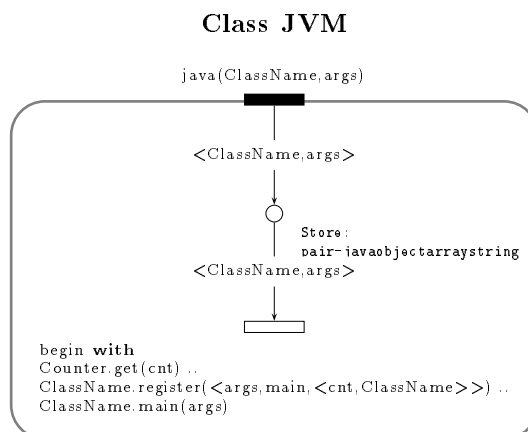 Class JVM
java(ClassName,args)
<ClassName,args>
Store:
pair-javaobjectarraystring
<ClassName,args>
begin with
Counter.get(cnt) ..
ClassName.register(<args,main,<cnt,ClassName>>) ..
ClassName.main(args)